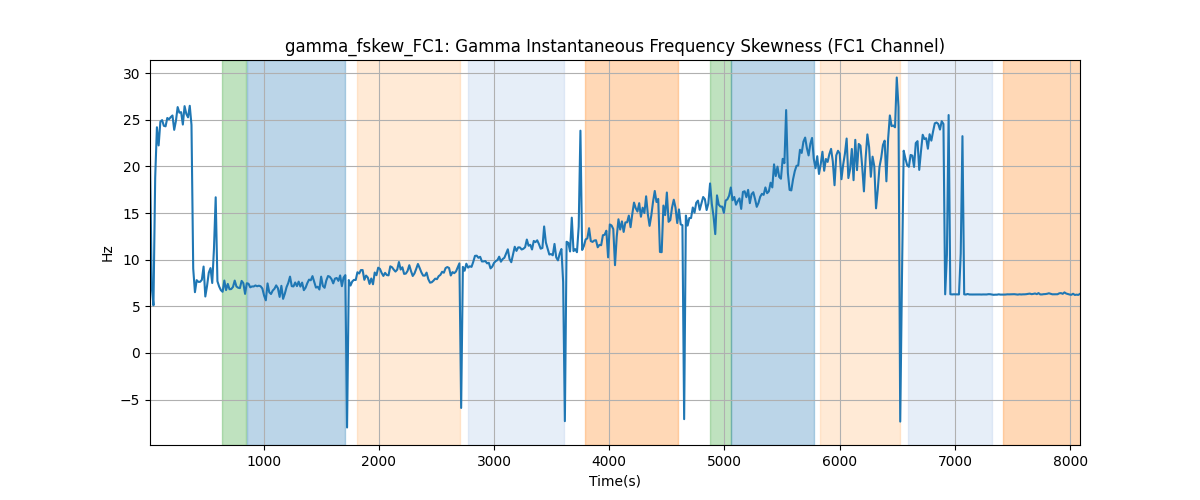 gamma_fskew_FC1: Gamma Instantaneous Frequency Skewness (FC1 Channel)
30
25
20
15
10
5
0
−5
Hz
1000 2000 3000 4000 5000 6000 7000 8000
Time(s)